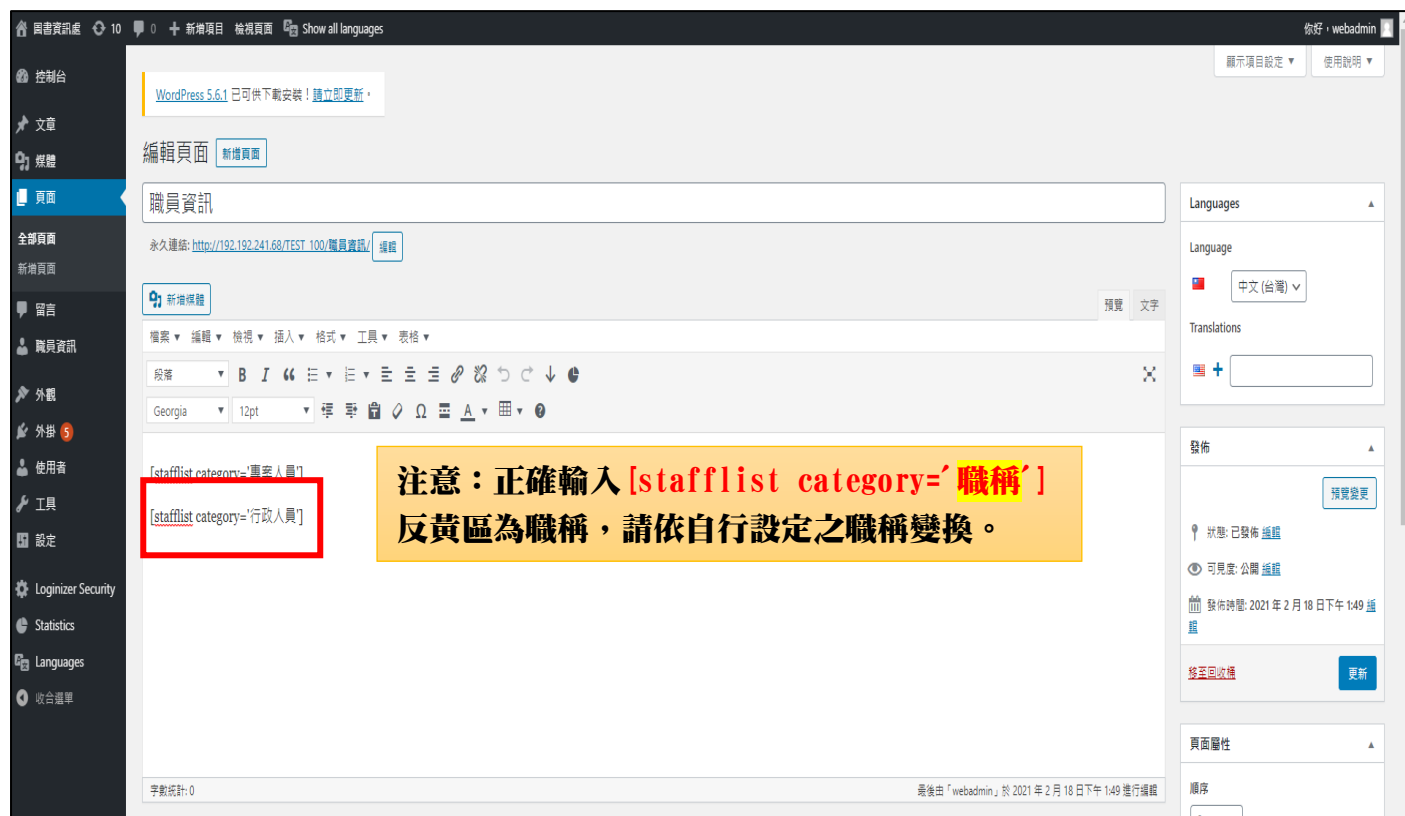 圖書資訊處 10 0 新增項目 檢視頁面 Show all languages 你好，webadmin
顯示項目設定 ▼ 使用說明 ▼
控制台
文章
媒體
頁面
全部頁面
新增頁面
留言
職員資訊
外觀
外掛 5
使用者
工具
設定
Loginizer Security
Statistics
Languages
收合選單
WordPress 5.6.1 已可供下載安裝！請立即更新。
編輯頁面 新增頁面
職員資訊
永久連結: http://192.192.241.68/TEST_100/職員資訊/ 編輯
新增媒體
預覽 文字
檔案 ▼ 編輯 ▼ 檢視 ▼ 插入 ▼ 格式 ▼ 工具 ▼ 表格 ▼
段落 ▼ B I
Georgia ▼ 12pt ▼ Ω A ▼
[stafflist category='專案人員']
[stafflist category='行政人員']
注意：正確輸入[stafflist category=ˊ職稱ˊ]
反黃區為職稱，請依自行設定之職稱變換。
字數統計: 0 最後由「webadmin」於 2021 年 2 月 18 日下午 1:49 進行編輯
Languages
Language
中文 (台灣)
Translations
發佈
預覽變更
狀態: 已發佈 編輯
可見度: 公開 編輯
發佈時間: 2021 年 2 月 18 日下午 1:49 編
輯
移至回收桶 更新
頁面屬性
順序